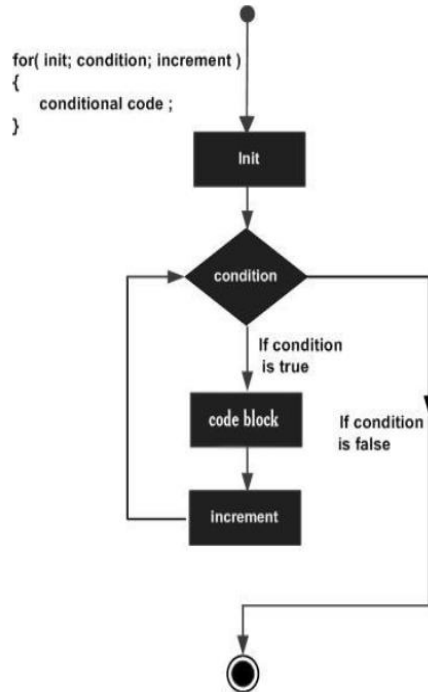 for( init; condition; increment )
{
conditional code ;
}
Init
condition
If condition
is true
code block
If condition
is false
increment